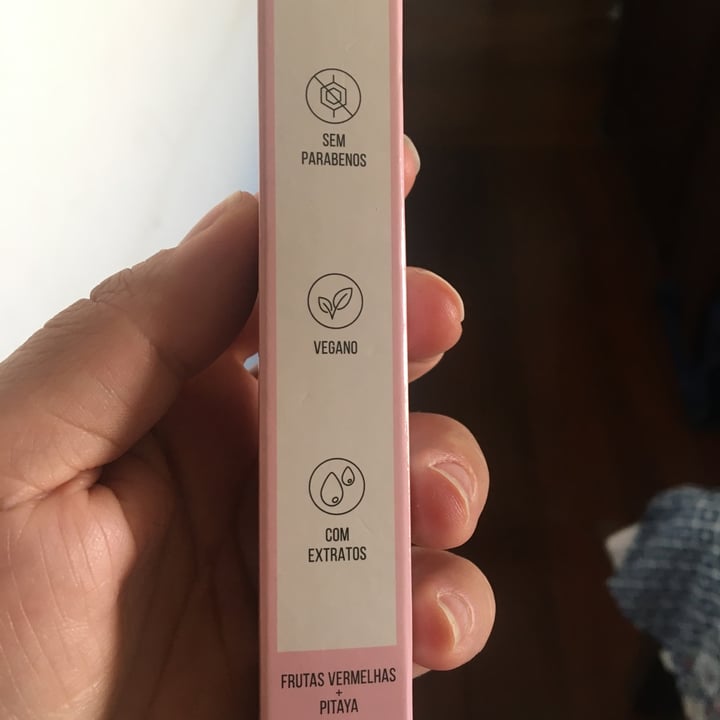 SEM
PARABENOS
VEGANO
COM
EXTRATOS
FRUTAS VERMELHAS
+
PITAYA